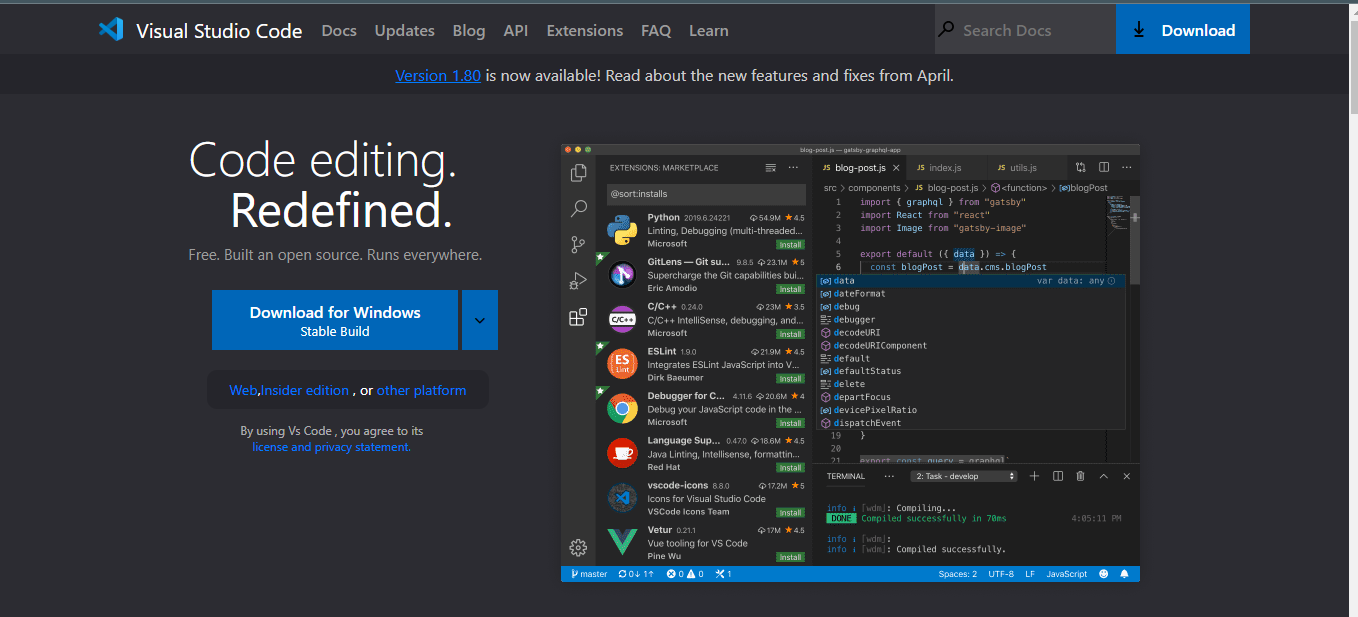 Visual Studio Code Docs Updates Blog API Extensions FAQ Learn Search Docs Download
Version 1.80 is now available! Read about the new features and fixes from April.
Code editing.
Redefined.
Free. Built an open source. Runs everywhere.
Download for Windows
Stable Build
Web,Insider edition , or other platform
By using Vs Code , you agree to its
license and privacy statement.
blog-post.js — gatsby-graphql-app
EXTENSIONS: MARKETPLACE
@sort:installs
Python 2019.6.24221 54.9M ★4.5
Linting, Debugging (multi-threaded...
Microsoft Install
GitLens — Git su... 9.8.5 23.1M ★5
Supercharge the Git capabilities bui...
Eric Amodio Install
C/C++ 0.24.0 23M ★3.5
C/C++ IntelliSense, debugging, and...
Microsoft Install
ESLint 1.9.0 21.9M ★4.5
Integrates ESLint JavaScript into V...
Dirk Baeumer Install
Debugger for C... 4.11.6 20.6M ★4
Debug your JavaScript code in the ...
Microsoft Install
Language Sup... 0.47.0 18.6M ★4.5
Java Linting, Intellisense, formattin...
Red Hat Install
vscode-icons 8.8.0 17.2M ★5
Icons for Visual Studio Code
VSCode Icons Team Install
Vetur 0.21.1 17M ★4.5
Vue tooling for VS Code
Pine Wu Install
C/C++
ES
Lint
JS blog-post.js × JS index.js JS utils.js ...
src > components > JS blog-post.js > <function> > blogPost
1 import { graphql } from "gatsby"
2 import React from "react"
3 import Image from "gatsby-image"
4
5 export default ({ data }) => {
6 const blogPost = data.cms.blogPost
data var data: any
dateFormat
debug
debugger
decodeURI
decodeURIComponent
default
defaultStatus
delete
departFocus
devicePixelRatio
dispatchEvent
19 }
20
21 export const query = graphql`
TERMINAL ... 2: Task - develop
info ↓ [wdm]: Compiling...
DONE Compiled successfully in 70ms 4:05:11 PM
info ↓ [wdm]:
info ↓ [wdm]: Compiled successfully.
master 0↓ 1↑ 0 0 1 Spaces: 2 UTF-8 LF JavaScript